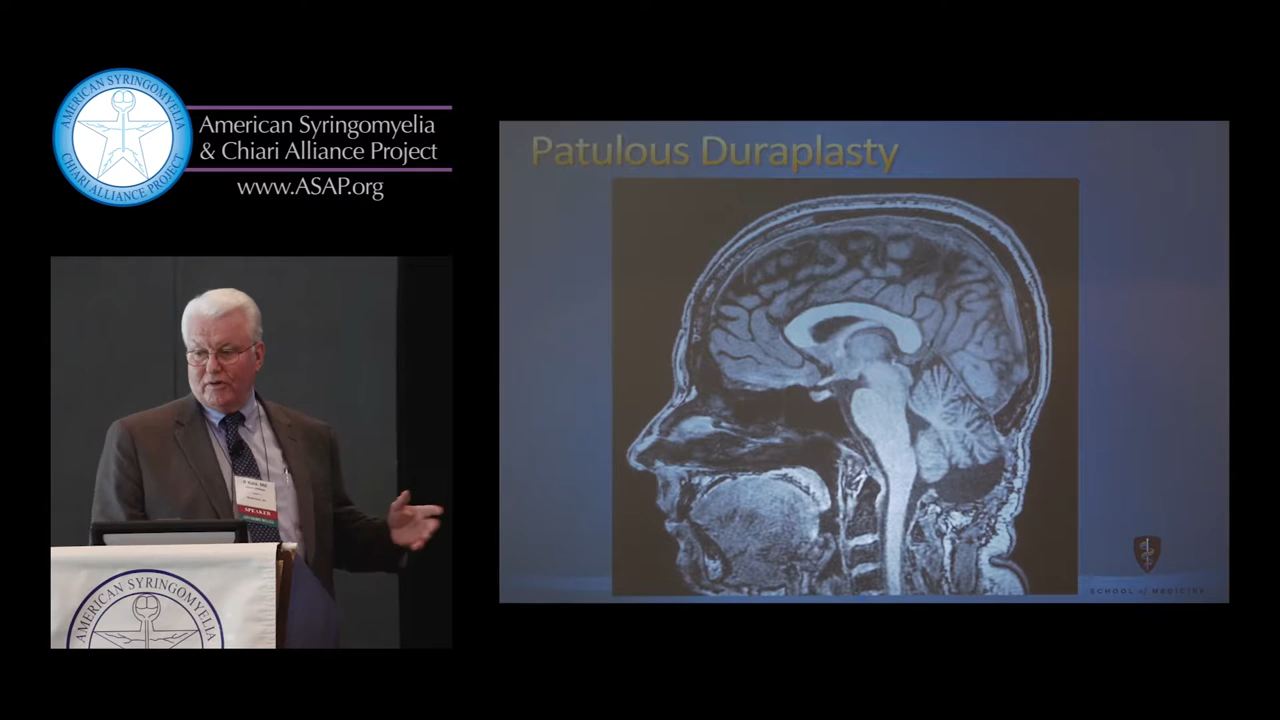 AMERICAN SYRINGOMYELIA
CHIARI ALLIANCE PROJECT
American Syringomyelia
& Chiari Alliance Project
www.ASAP.org
Patulous Duraplasty
SPEAKER
AMERICAN SYRINGOMYELIA
SCHOOL of MEDICINE